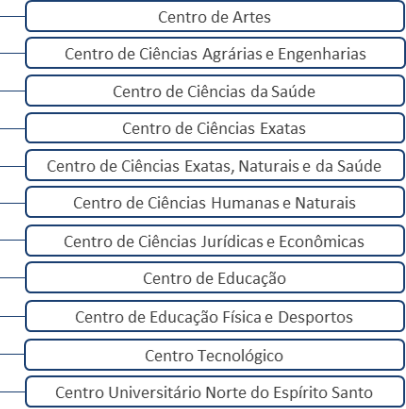 Centro de Artes
Centro de Ciências Agrárias e Engenharias
Centro de Ciências da Saúde
Centro de Ciências Exatas
Centro de Ciências Exatas, Naturais e da Saúde
Centro de Ciências Humanas e Naturais
Centro de Ciências Jurídicas e Econômicas
Centro de Educação
Centro de Educação Física e Desportos
Centro Tecnológico
Centro Universitário Norte do Espírito Santo